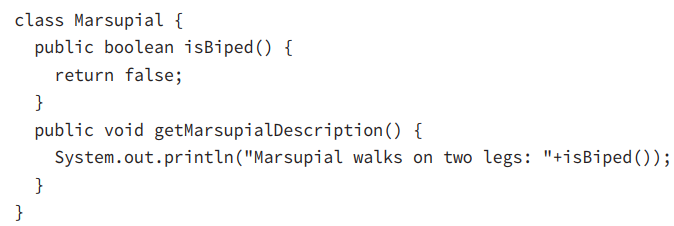 class Marsupial {
  public boolean isBiped() {
    return false;
  }
  public void getMarsupialDescription() {
    System.out.println("Marsupial walks on two legs: "+isBiped());
  }
}